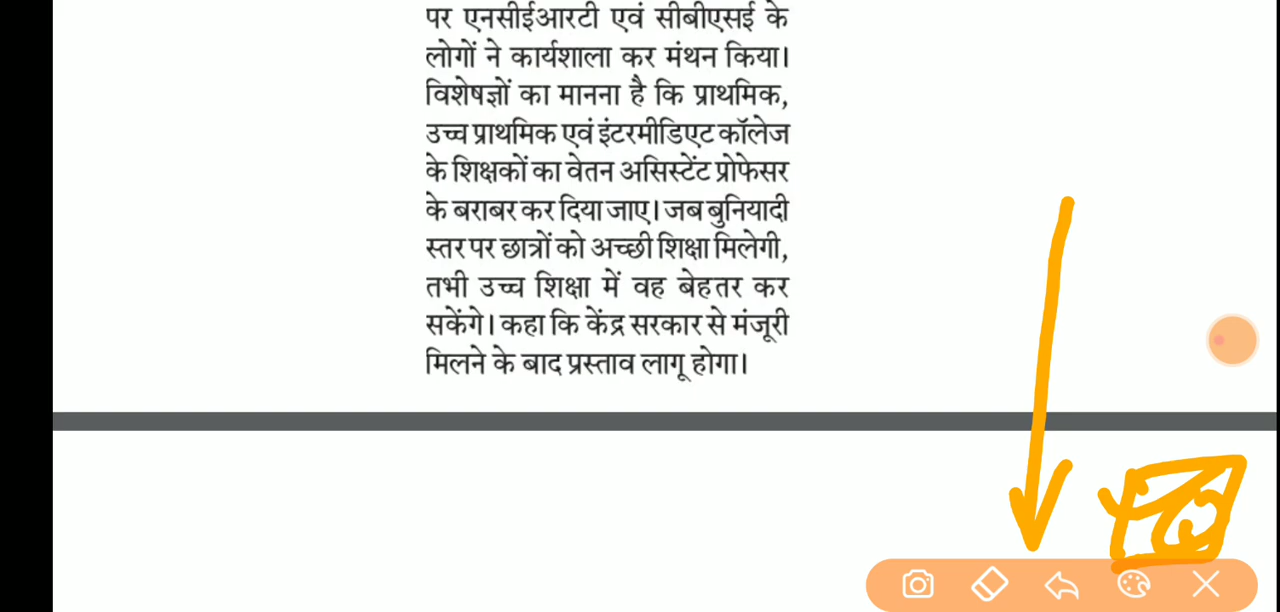 पर एनसीईआरटी एवं सीबीएसई के
लोगों ने कार्यशाला कर मंथन किया।
विशेषज्ञों का मानना है कि प्राथमिक,
उच्च प्राथमिक एवं इंटरमीडिएट कॉलेज
के शिक्षकों का वेतन असिस्टेंट प्रोफेसर
के बराबर कर दिया जाए। जब बुनियादी
स्तर पर छात्रों को अच्छी शिक्षा मिलेगी,
तभी उच्च शिक्षा में वह बेहतर कर
सकेंगे। कहा कि केंद्र सरकार से मंजूरी
मिलने के बाद प्रस्ताव लागू होगा।